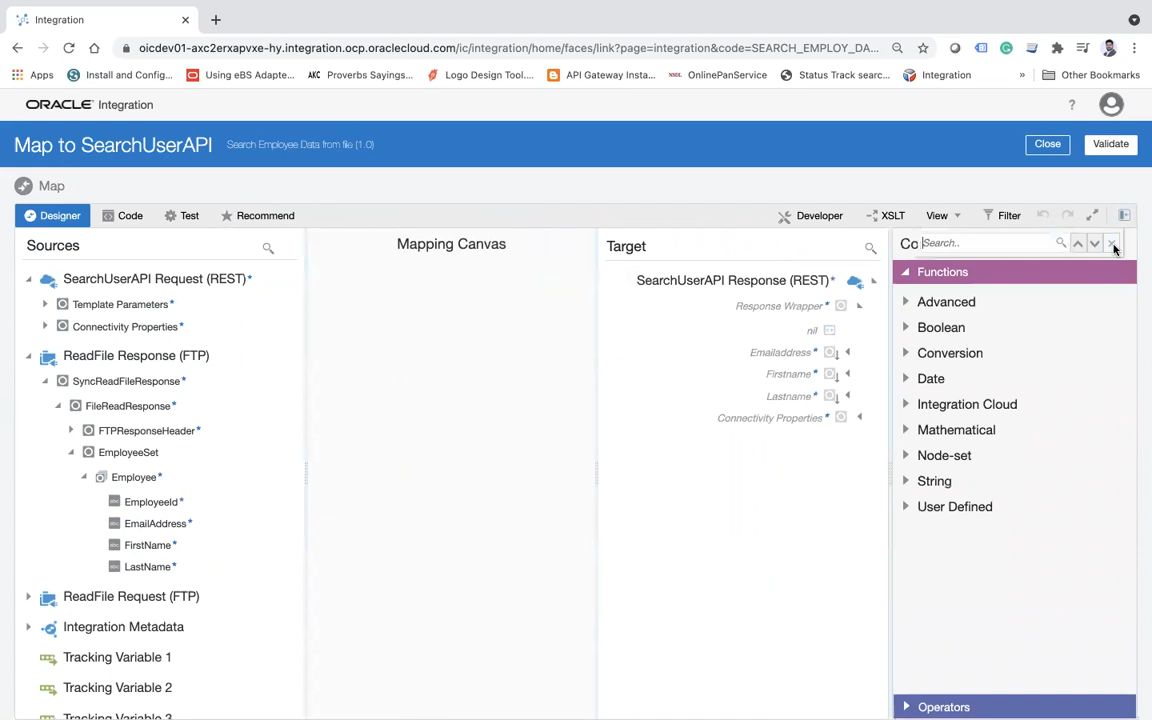 Integration
oicdev01-axc2erxapvxe-hy.integration.ocp.oraclecloud.com/ic/integration/home/faces/link?page=integration&code=SEARCH_EMPLOY_DA...
Apps Install and Config... Using eBS Adapte... AKC Proverbs Sayings... Logo Design Tool.... API Gateway Insta... NSDL OnlinePanService Status Track searc... Integration » Other Bookmarks
ORACLE Integration ?
Map to SearchUserAPI Search Employee Data from file (1.0) Close Validate
Map
Designer Code Test Recommend Developer XSLT View Filter
Sources Mapping Canvas Target Co Search..
Functions
SearchUserAPI Request (REST)* SearchUserAPI Response (REST)*
Template Parameters* Response Wrapper* Advanced
Connectivity Properties* nil Boolean
ReadFile Response (FTP) Emailaddress* Conversion
SyncReadFileResponse* Firstname* Date
FileReadResponse* Lastname* Integration Cloud
FTPResponseHeader* Connectivity Properties* Mathematical
EmployeeSet Node-set
Employee* String
EmployeeId* User Defined
EmailAddress*
FirstName*
LastName*
ReadFile Request (FTP)
Integration Metadata
Tracking Variable 1
Tracking Variable 2
Tracking Variable 3
Operators